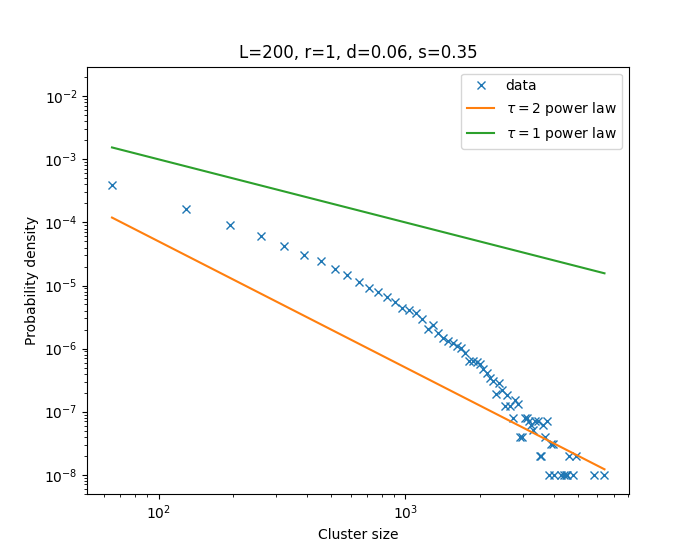 L=200, r=1, d=0.06, s=0.35
data
τ = 2 power law
τ = 1 power law
Probability density
10⁻²
10⁻³
10⁻⁴
10⁻⁵
10⁻⁶
10⁻⁷
10⁻⁸
10² 10³
Cluster size